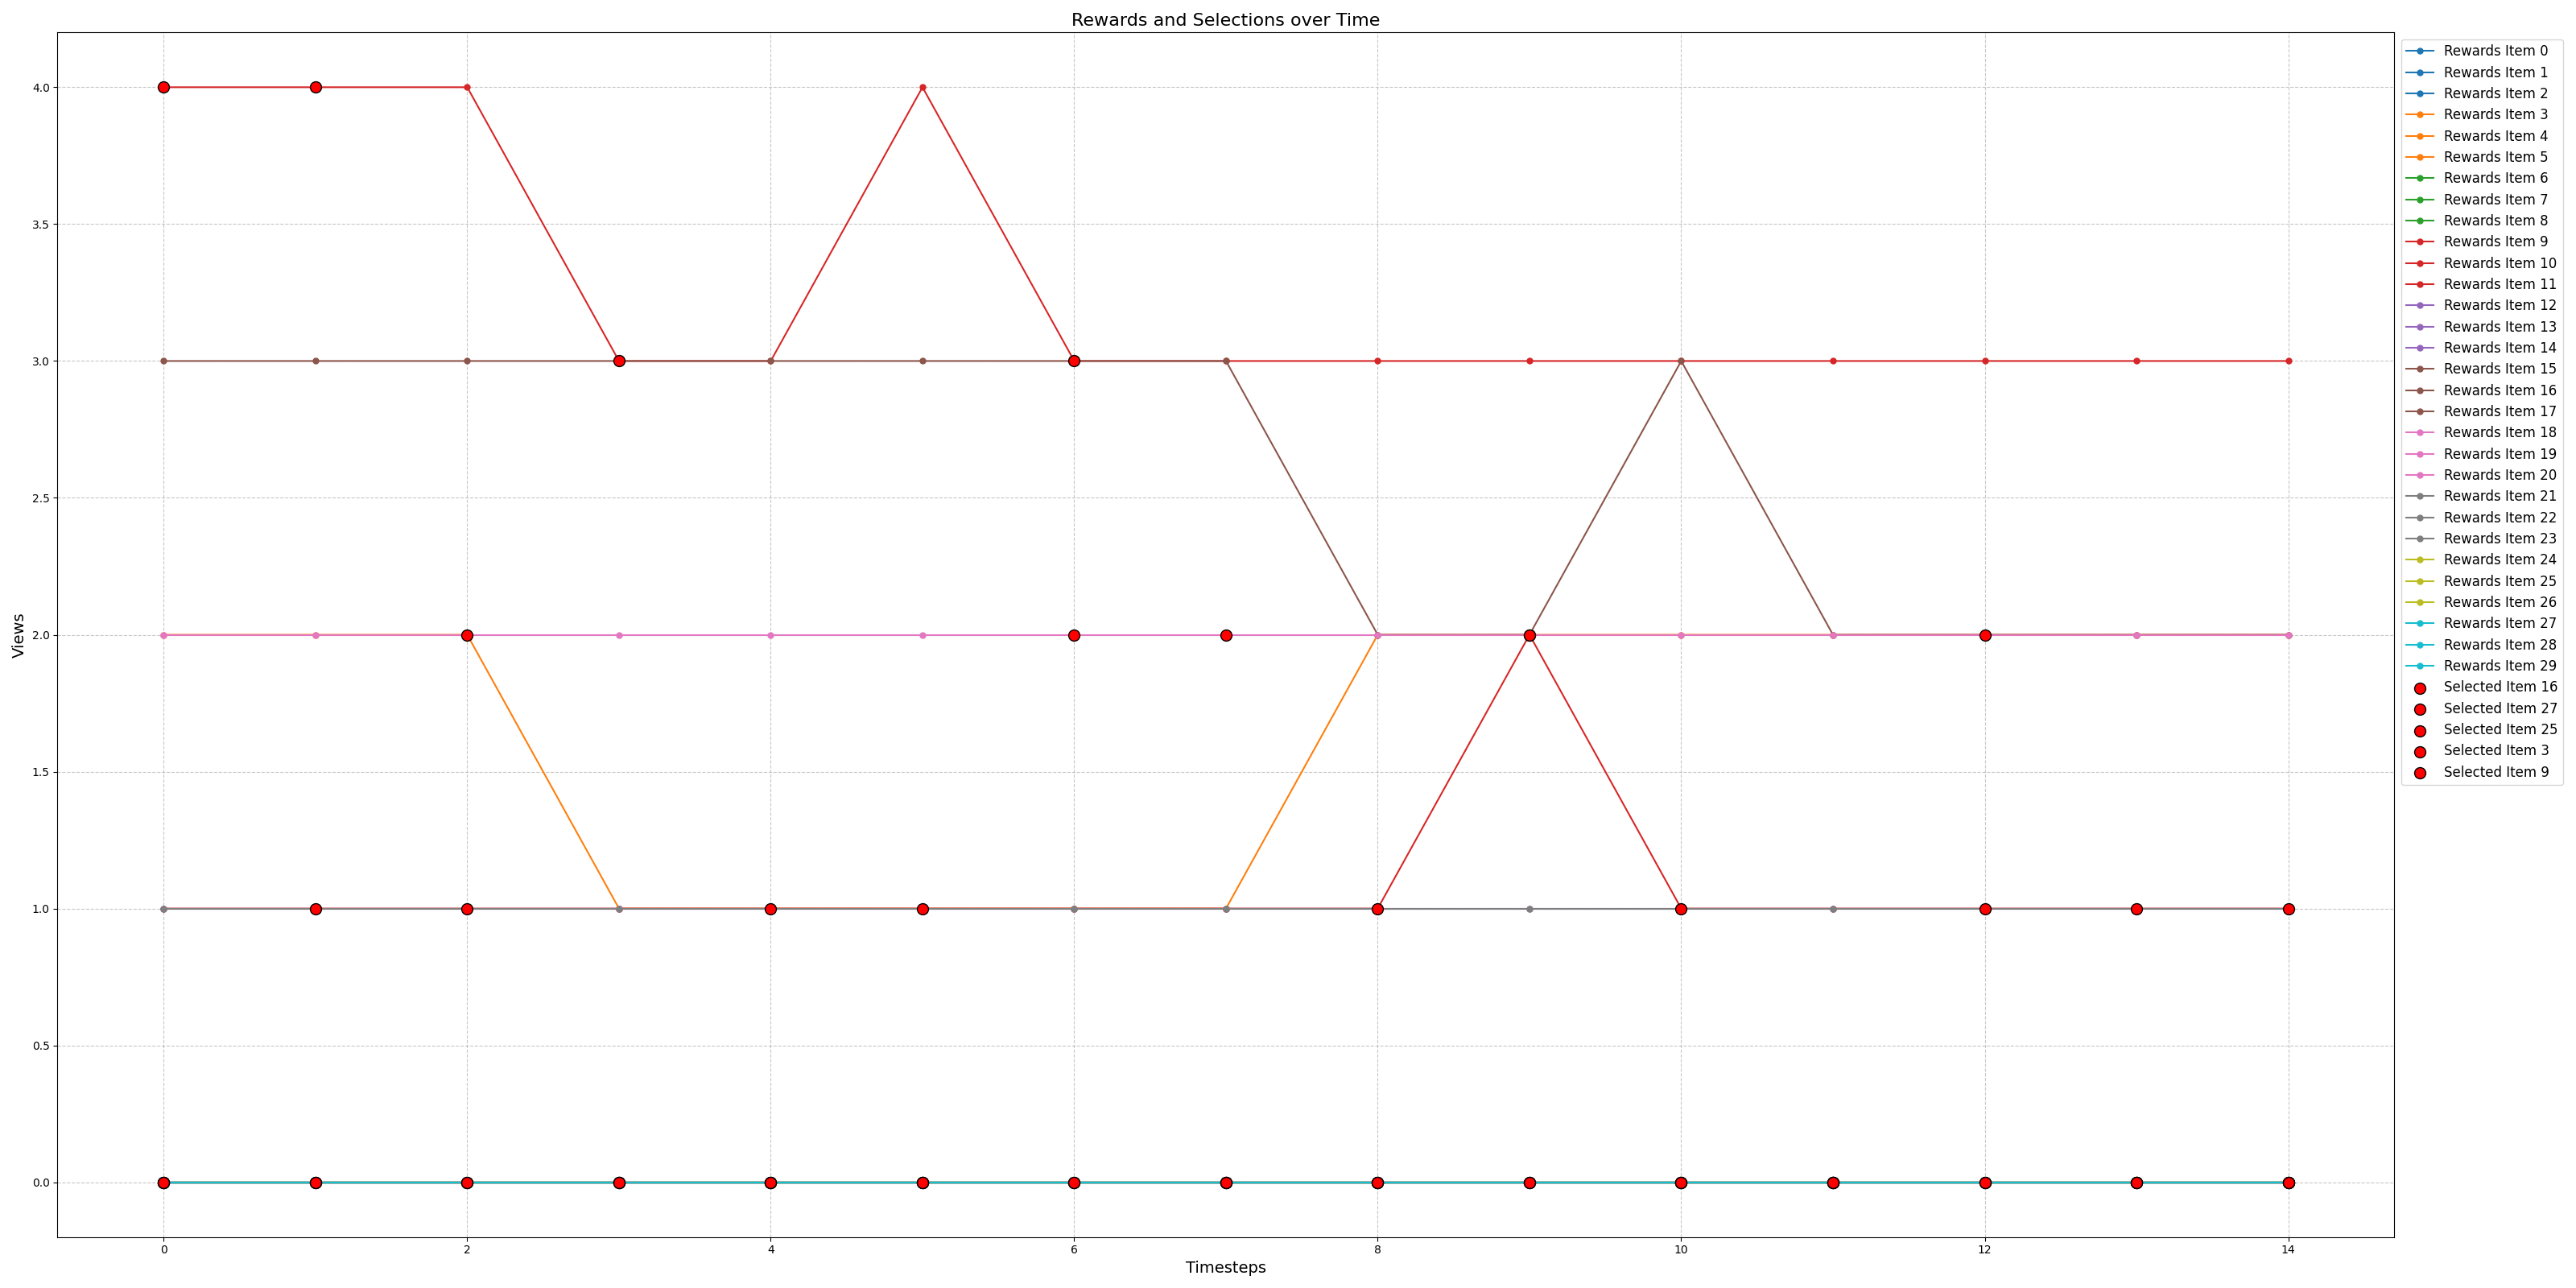 Rewards and Selections over Time
Views
4.0
3.5
3.0
2.5
2.0
1.5
1.0
0.5
0.0
0 2 4 6 8 10 12 14
Timesteps
Rewards Item 0
Rewards Item 1
Rewards Item 2
Rewards Item 3
Rewards Item 4
Rewards Item 5
Rewards Item 6
Rewards Item 7
Rewards Item 8
Rewards Item 9
Rewards Item 10
Rewards Item 11
Rewards Item 12
Rewards Item 13
Rewards Item 14
Rewards Item 15
Rewards Item 16
Rewards Item 17
Rewards Item 18
Rewards Item 19
Rewards Item 20
Rewards Item 21
Rewards Item 22
Rewards Item 23
Rewards Item 24
Rewards Item 25
Rewards Item 26
Rewards Item 27
Rewards Item 28
Rewards Item 29
Selected Item 16
Selected Item 27
Selected Item 25
Selected Item 3
Selected Item 9